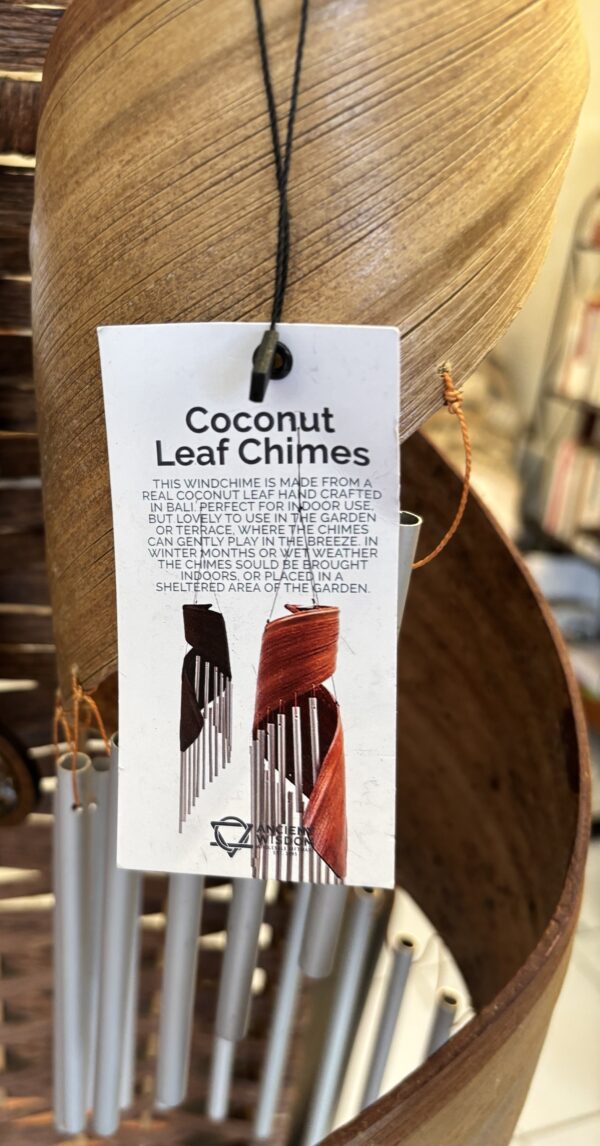 Coconut
Leaf Chimes
THIS WINDCHIME IS MADE FROM A
REAL COCONUT LEAF HAND CRAFTED
IN BALI. PERFECT FOR INDOOR USE,
BUT LOVELY TO USE IN THE GARDEN
OR TERRACE, WHERE THE CHIMES
CAN GENTLY PLAY IN THE BREEZE. IN
WINTER MONTHS OR WET WEATHER
THE CHIMES SOULD BE BROUGHT
INDOORS, OR PLACED IN A
SHELTERED AREA OF THE GARDEN.
ANCIENT
WISDOM